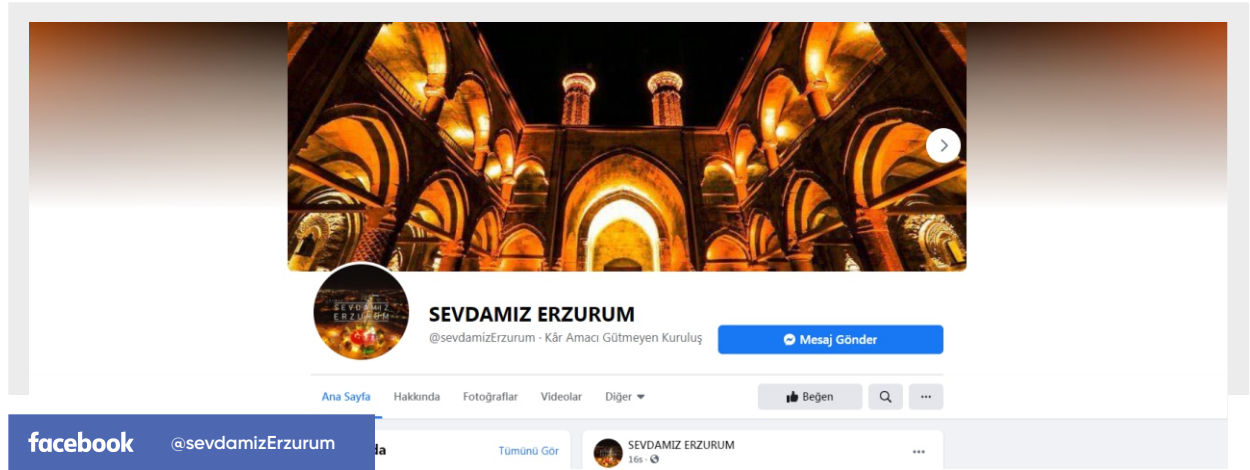 SEVDAMIZ
ERZURUM
SEVDAMIZ ERZURUM
@sevdamizErzurum · Kâr Amacı Gütmeyen Kuruluş
Mesaj Gönder
Ana Sayfa
Hakkında
Fotoğraflar
Videolar
Diğer
Beğen
facebook
@sevdamizErzurum
da
Tümünü Gör
SEVDAMIZ ERZURUM
16s ·